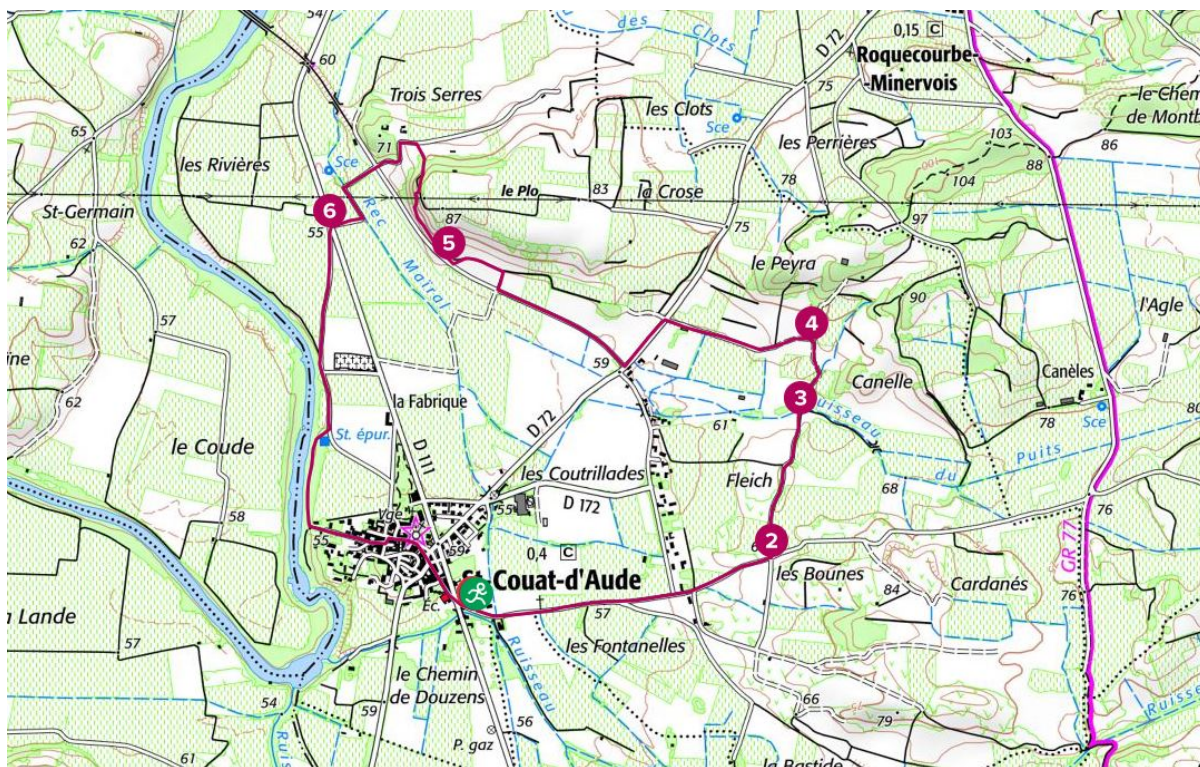 54
des Clots
D 72
0,15 C
Roquecourbe-
-Minervois
60
Trois Serres
75
les Clots
Sce
le Chem
de Montb
65
les Rivières
71
Sce
les Perrières
103
86
88
104
78
le Plo
83
la Crose
St-Germain
6
55
Rec
87
97
62
5
75
le Peyra
Mairal
90
l'Agle
57
4
59
Canelle
Canèles
62
la Fabrique
3
uisseau
78
80
Sce
61
St. épur.
D 111
D 72
le Coude
Puits
du
les Coutrillades
Fleich
68
58
Vge
55
D 172
76
55
59
2
0,4 C
St-Couat-d'Aude
les Bounes
GR 77
Cardanés
84
Éc.
76
a Lande
57
57
les Fontanelles
57
le Chemin
de Douzens
Ruisseau
66
54
59
56
79
Ruisse
P. gaz
61
Ruis
la Bastide